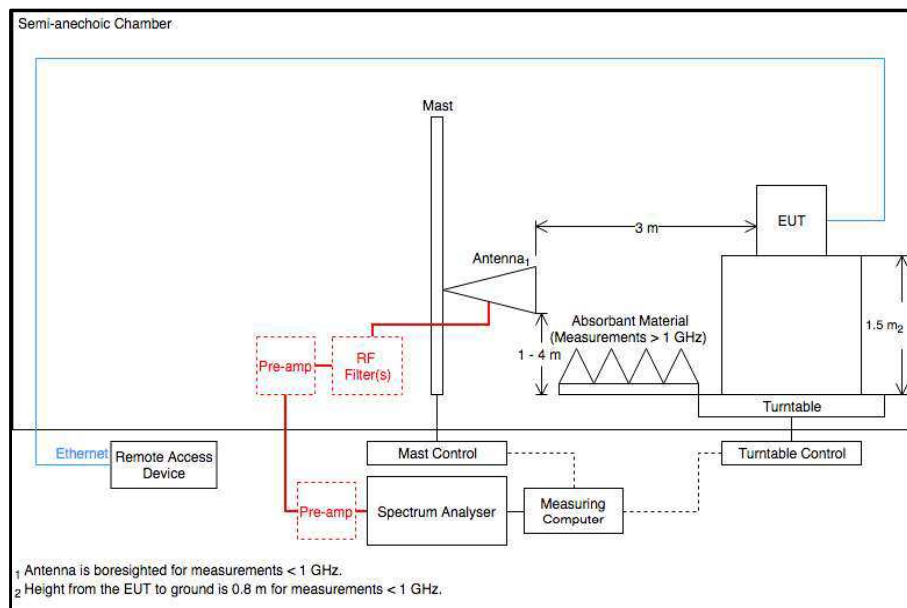 Semi-anechoic Chamber
Mast
EUT
3 m
Antenna1
1.5 m2
Absorbant Material
(Measurements > 1 GHz)
1 - 4 m
Pre-amp
RF
Filter(s)
Turntable
Ethernet
Remote Access
Device
Mast Control
Turntable Control
Pre-amp
Spectrum Analyser
Measuring
Computer
1 Antenna is boresighted for measurements < 1 GHz.
2 Height from the EUT to ground is 0.8 m for measurements < 1 GHz.